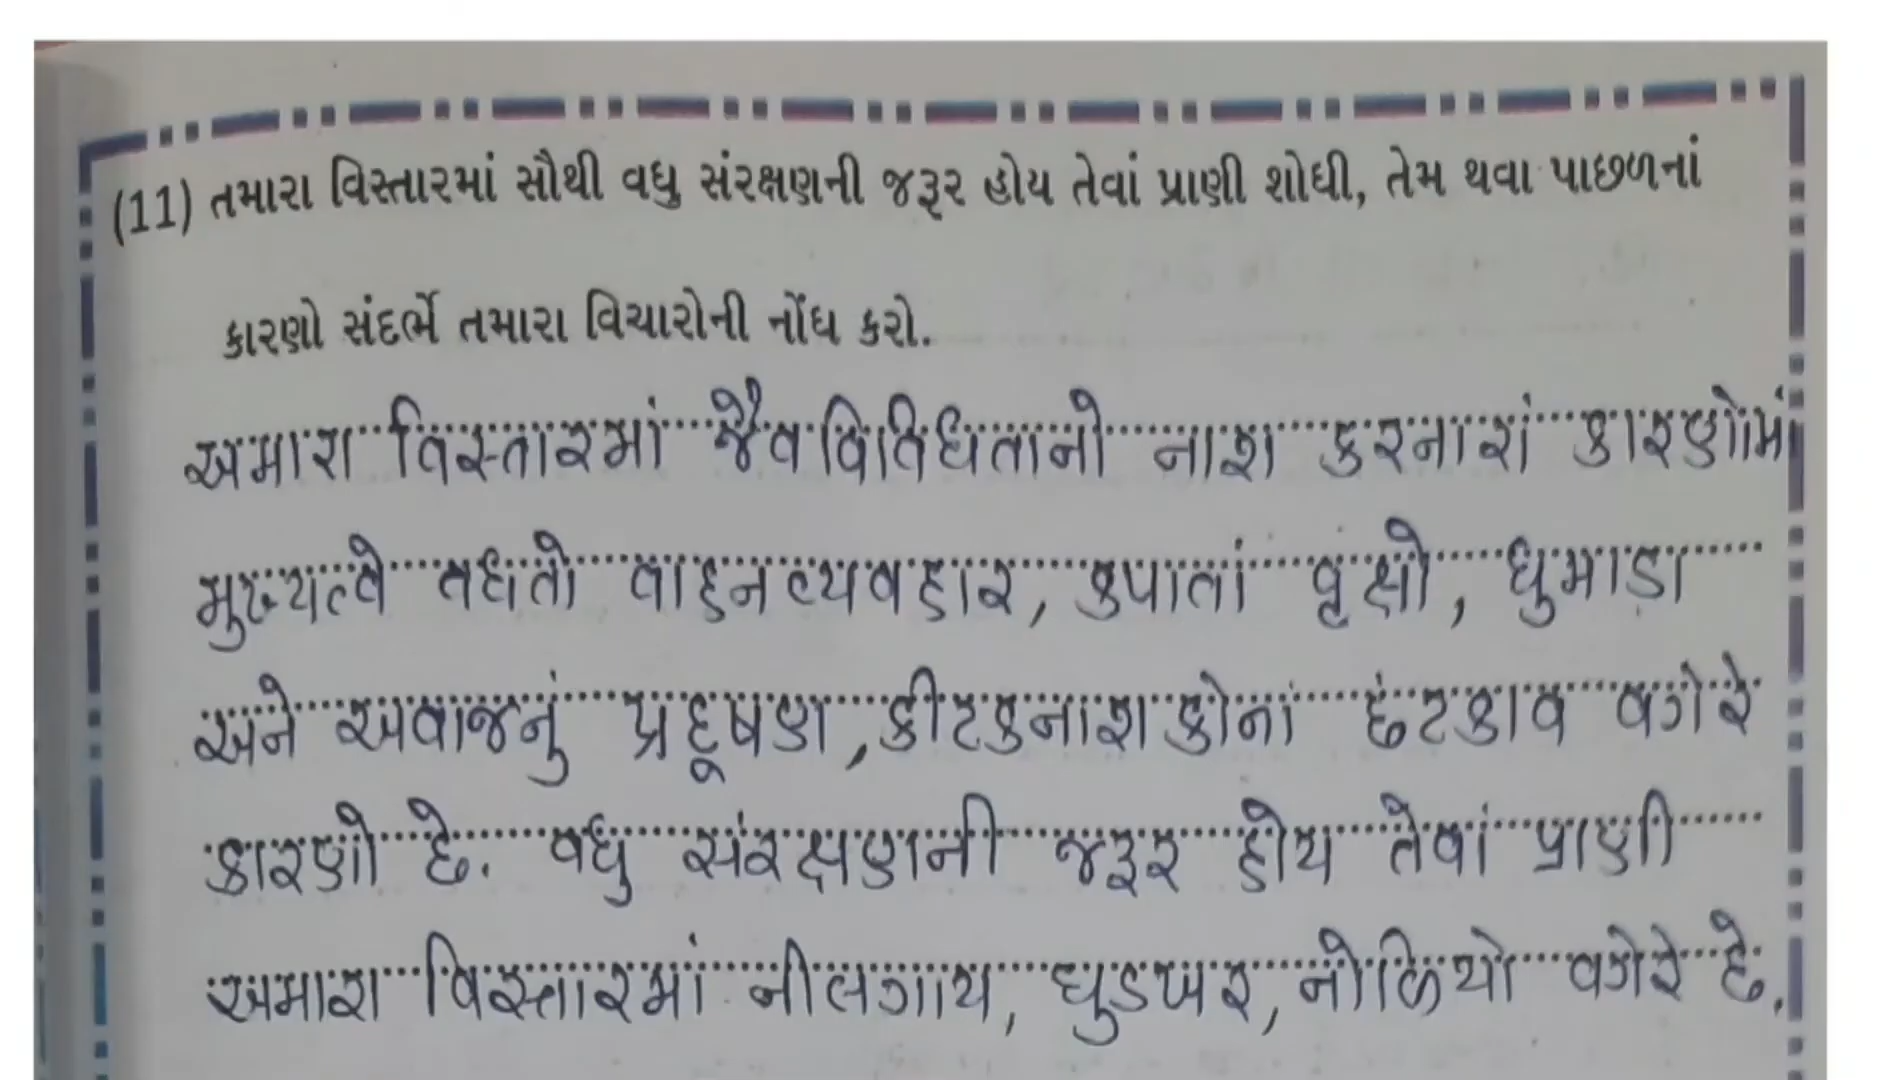 (11) તમારા વિસ્તારમાં સૌથી વધુ સંરક્ષણની જરૂર હોય તેવાં પ્રાણી શોધી, તેમ થવા પાછળનાં
કારણો સંદર્ભે તમારા વિચારોની નોંધ કરો.
અમારા વિસ્તારમાં જૈવવિવિધતાનો નાશ કરનારાં કારણોમાં
મુખ્યત્વે વધતો વાહનવ્યવહાર, કપાતાં વૃક્ષો, ધુમાડા
અને અવાજનું પ્રદૂષણ, કીટકનાશકોનાં છંટકાવ વગેરે
કારણો છે. વધુ સંરક્ષણની જરૂર હોય તેવાં પ્રાણી
અમારા વિસ્તારમાં નીલગાય, ઘુડખર, નોળિયો વગેરે છે.